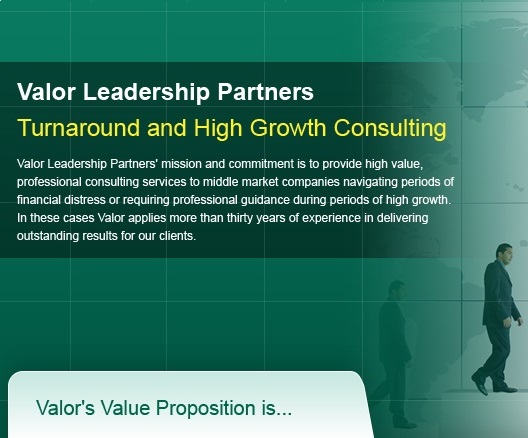 Valor Leadership Partners
Turnaround and High Growth Consulting
Valor Leadership Partners' mission and commitment is to provide high value,
professional consulting services to middle market companies navigating periods of
financial distress or requiring professional guidance during periods of high growth.
In these cases Valor applies more than thirty years of experience in delivering
outstanding results for our clients.
Valor's Value Proposition is...